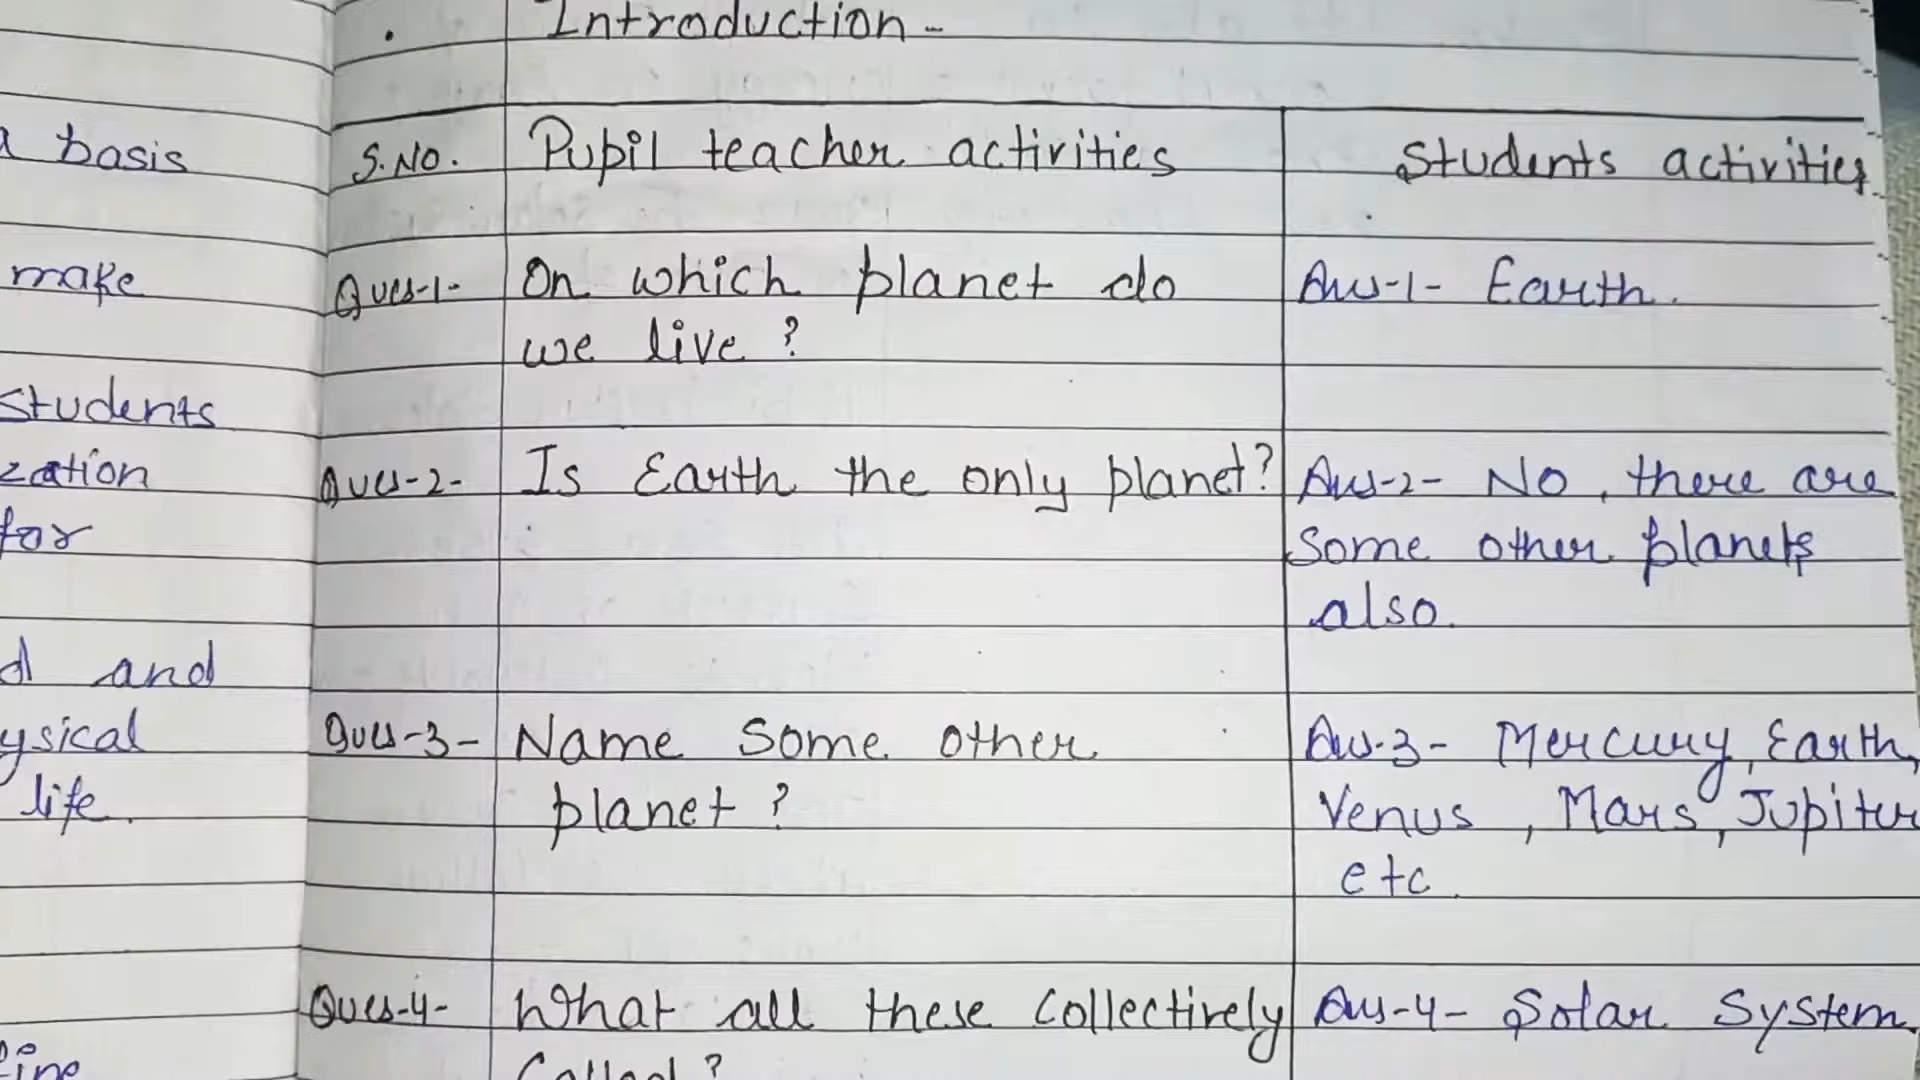 Introduction -
a basis
make
students
zation
for
d and
ysical
life.
S.No. Pupil teacher activities Students activities
Ques-1- On which planet do Ans-1- Earth.
we live ?
Ques-2- Is Earth the only planet? Ans-2- No, there are
some other planets
also.
Ques-3- Name some other Ans-3- Mercury, Earth,
planet ? Venus, Mars, Jupiter
etc.
Ques-4- What all these collectively Ans-4- Solar System.
called ?